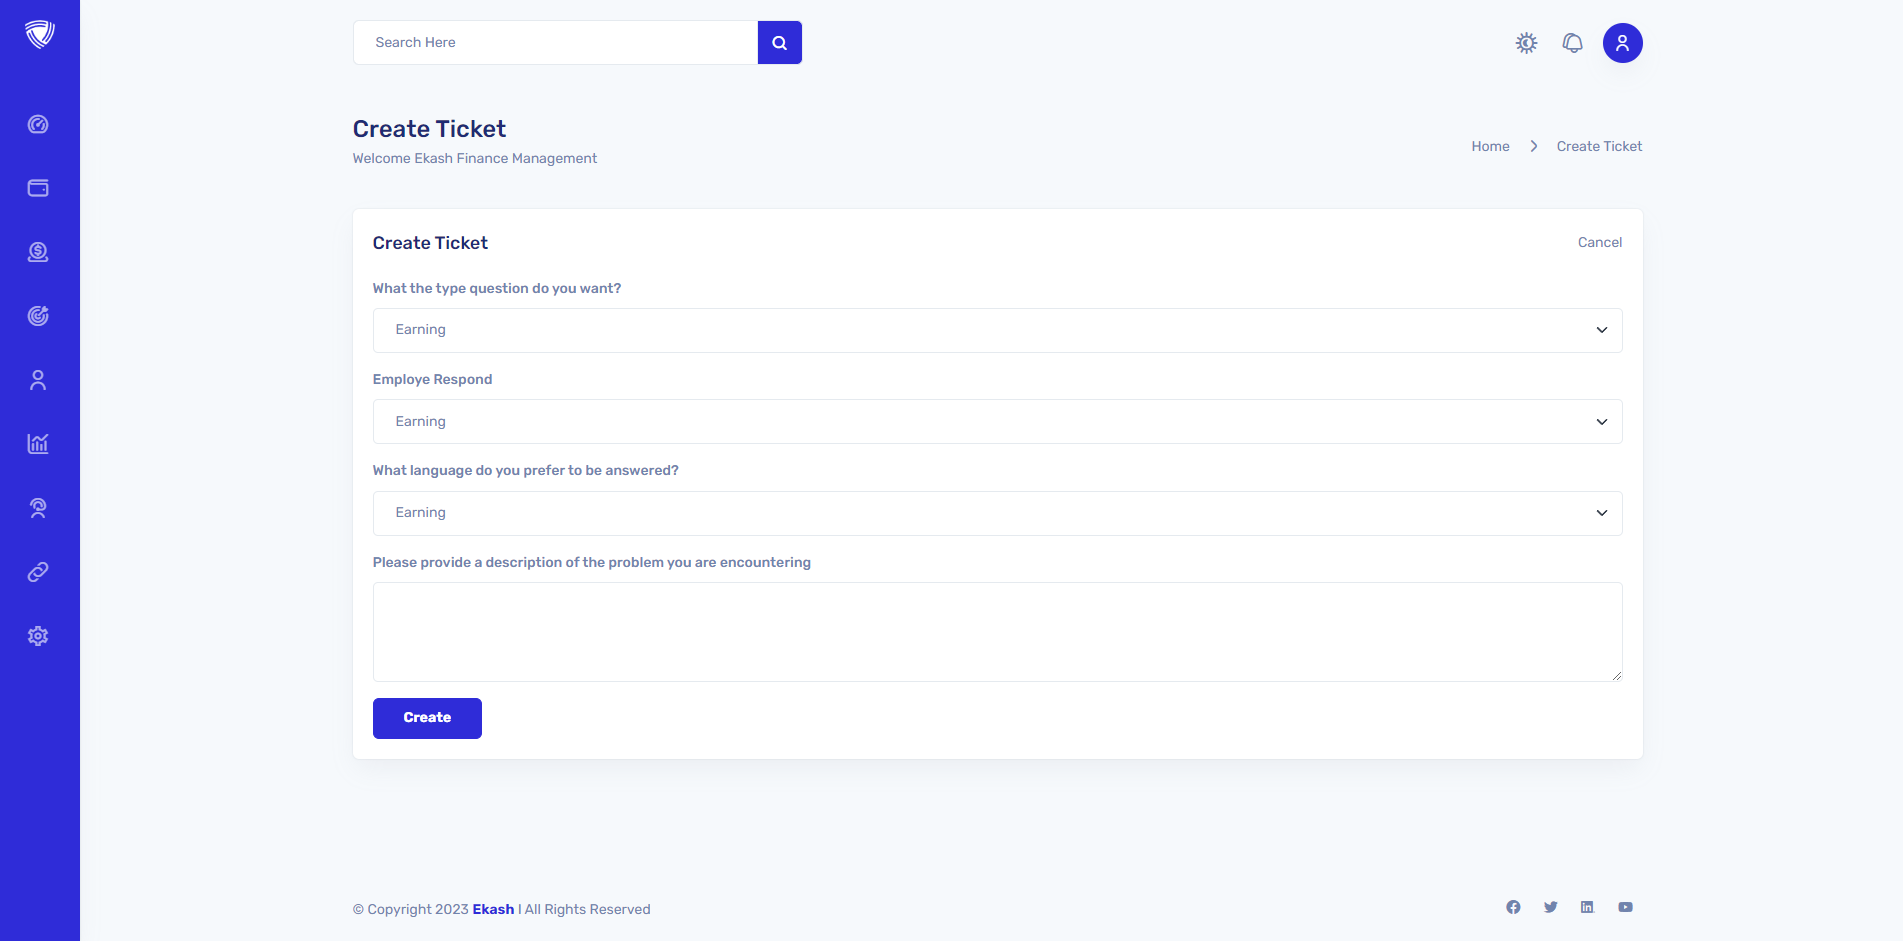 Search Here
Create Ticket
Welcome Ekash Finance Management
Home
Create Ticket
Create Ticket
Cancel
What the type question do you want?
Earning
Employe Respond
Earning
What language do you prefer to be answered?
Earning
Please provide a description of the problem you are encountering
Create
© Copyright 2023 Ekash I All Rights Reserved